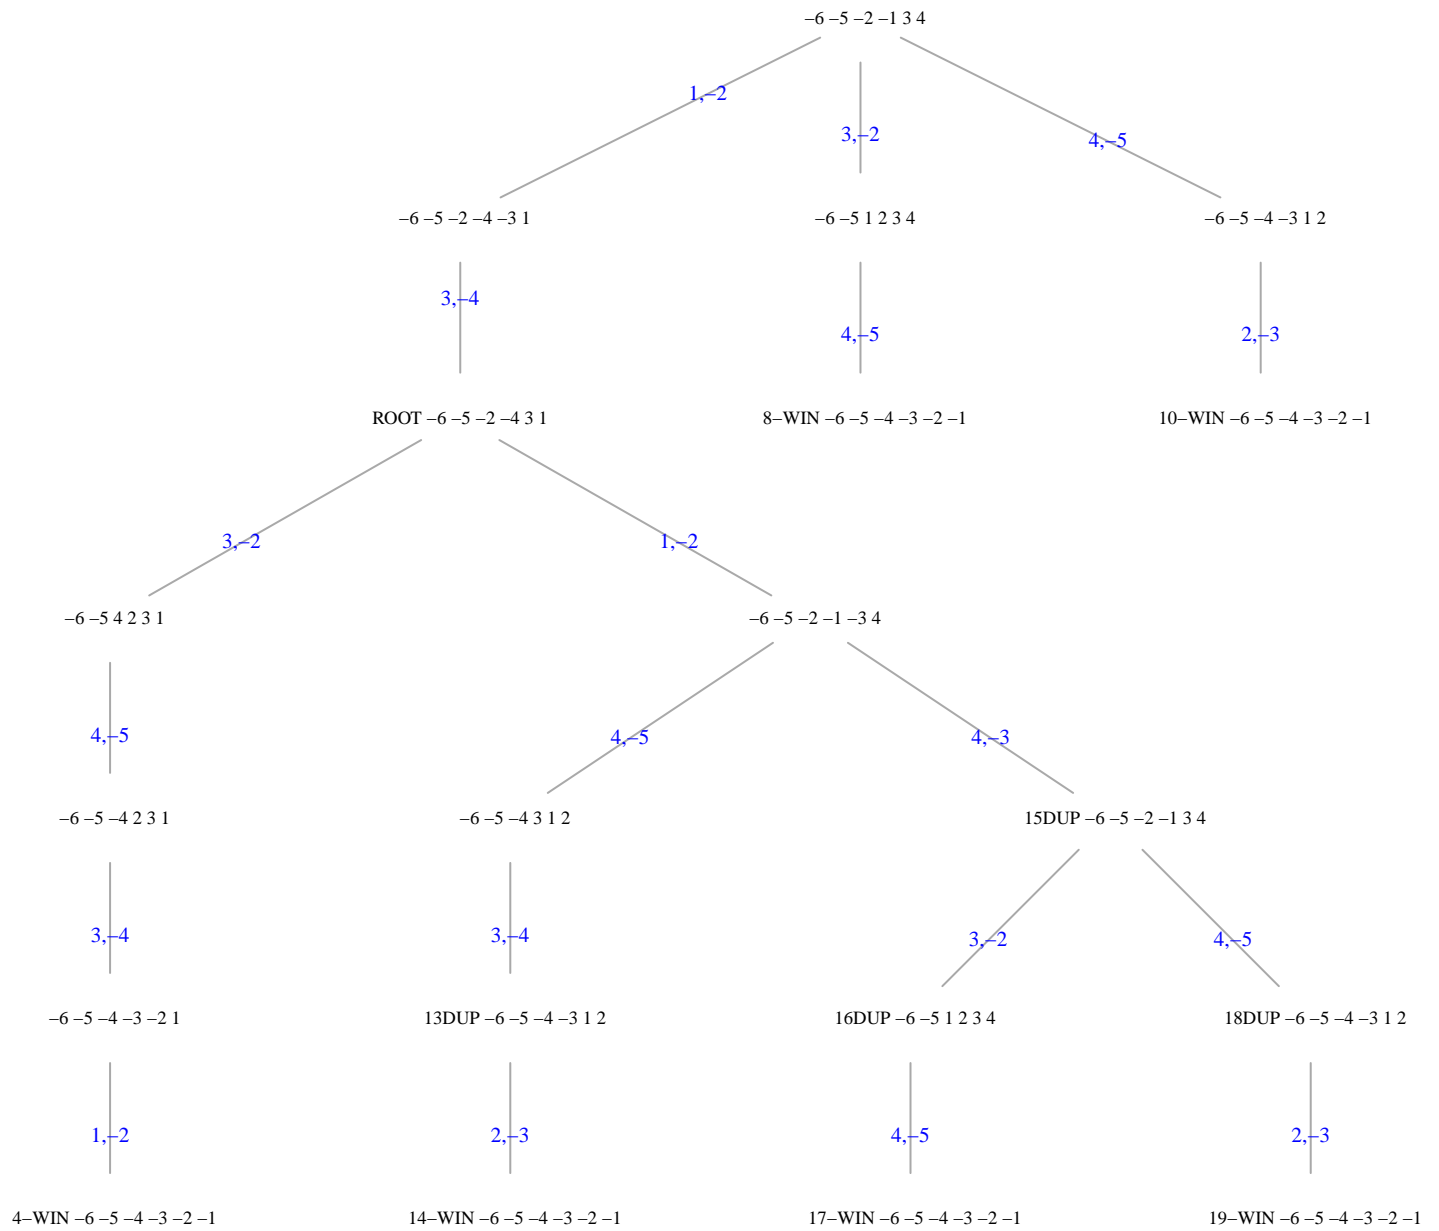 –6 –5 –2 –1 3 4
1,–2
3,–2
4,–5
–6 –5 –2 –4 –3 1
–6 –5 1 2 3 4
–6 –5 –4 –3 1 2
3,–4
4,–5
2,–3
ROOT –6 –5 –2 –4 3 1
8–WIN –6 –5 –4 –3 –2 –1
10–WIN –6 –5 –4 –3 –2 –1
3,–2
1,–2
–6 –5 4 2 3 1
–6 –5 –2 –1 –3 4
4,–5
4,–5
4,–3
–6 –5 –4 2 3 1
–6 –5 –4 3 1 2
15DUP –6 –5 –2 –1 3 4
3,–4
3,–4
3,–2
4,–5
–6 –5 –4 –3 –2 1
13DUP –6 –5 –4 –3 1 2
16DUP –6 –5 1 2 3 4
18DUP –6 –5 –4 –3 1 2
1,–2
2,–3
4,–5
2,–3
4–WIN –6 –5 –4 –3 –2 –1
14–WIN –6 –5 –4 –3 –2 –1
17–WIN –6 –5 –4 –3 –2 –1
19–WIN –6 –5 –4 –3 –2 –1